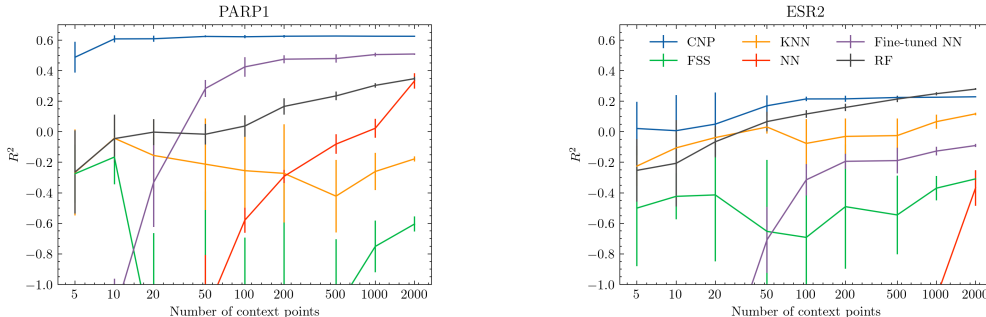 PARP1
0.6
0.4
0.2
0.0
−0.2
−0.4
−0.6
−0.8
−1.0
R²
5 10 20 50 100 200 500 1000 2000
Number of context points
ESR2
CNP KNN Fine-tuned NN
FSS NN RF
0.6
0.4
0.2
0.0
−0.2
−0.4
−0.6
−0.8
−1.0
R²
5 10 20 50 100 200 500 1000 2000
Number of context points